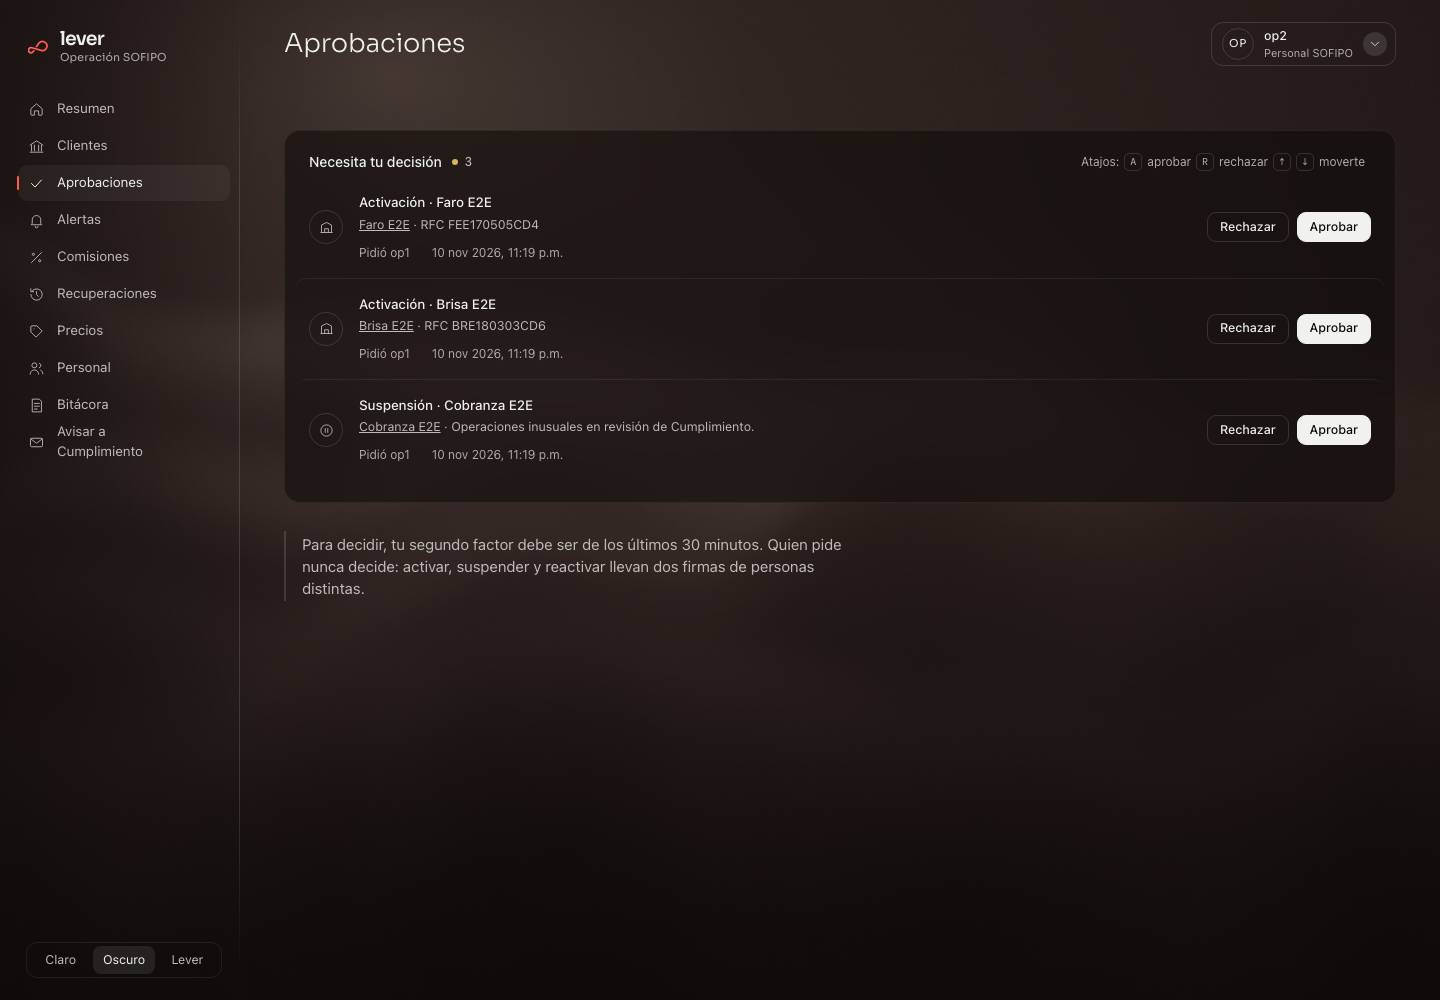 lever
Operación SOFIPO
Resumen
Clientes
Aprobaciones
Alertas
Comisiones
Recuperaciones
Precios
Personal
Bitácora
Avisar a
Cumplimiento
Claro Oscuro Lever
Aprobaciones
OP
op2
Personal SOFIPO
Necesita tu decisión 3
Atajos: A aprobar R rechazar ↑ ↓ moverte
Activación · Faro E2E
Faro E2E · RFC FEE170505CD4
Pidió op1 10 nov 2026, 11:19 p.m.
Rechazar Aprobar
Activación · Brisa E2E
Brisa E2E · RFC BRE180303CD6
Pidió op1 10 nov 2026, 11:19 p.m.
Rechazar Aprobar
Suspensión · Cobranza E2E
Cobranza E2E · Operaciones inusuales en revisión de Cumplimiento.
Pidió op1 10 nov 2026, 11:19 p.m.
Rechazar Aprobar
Para decidir, tu segundo factor debe ser de los últimos 30 minutos. Quien pide
nunca decide: activar, suspender y reactivar llevan dos firmas de personas
distintas.